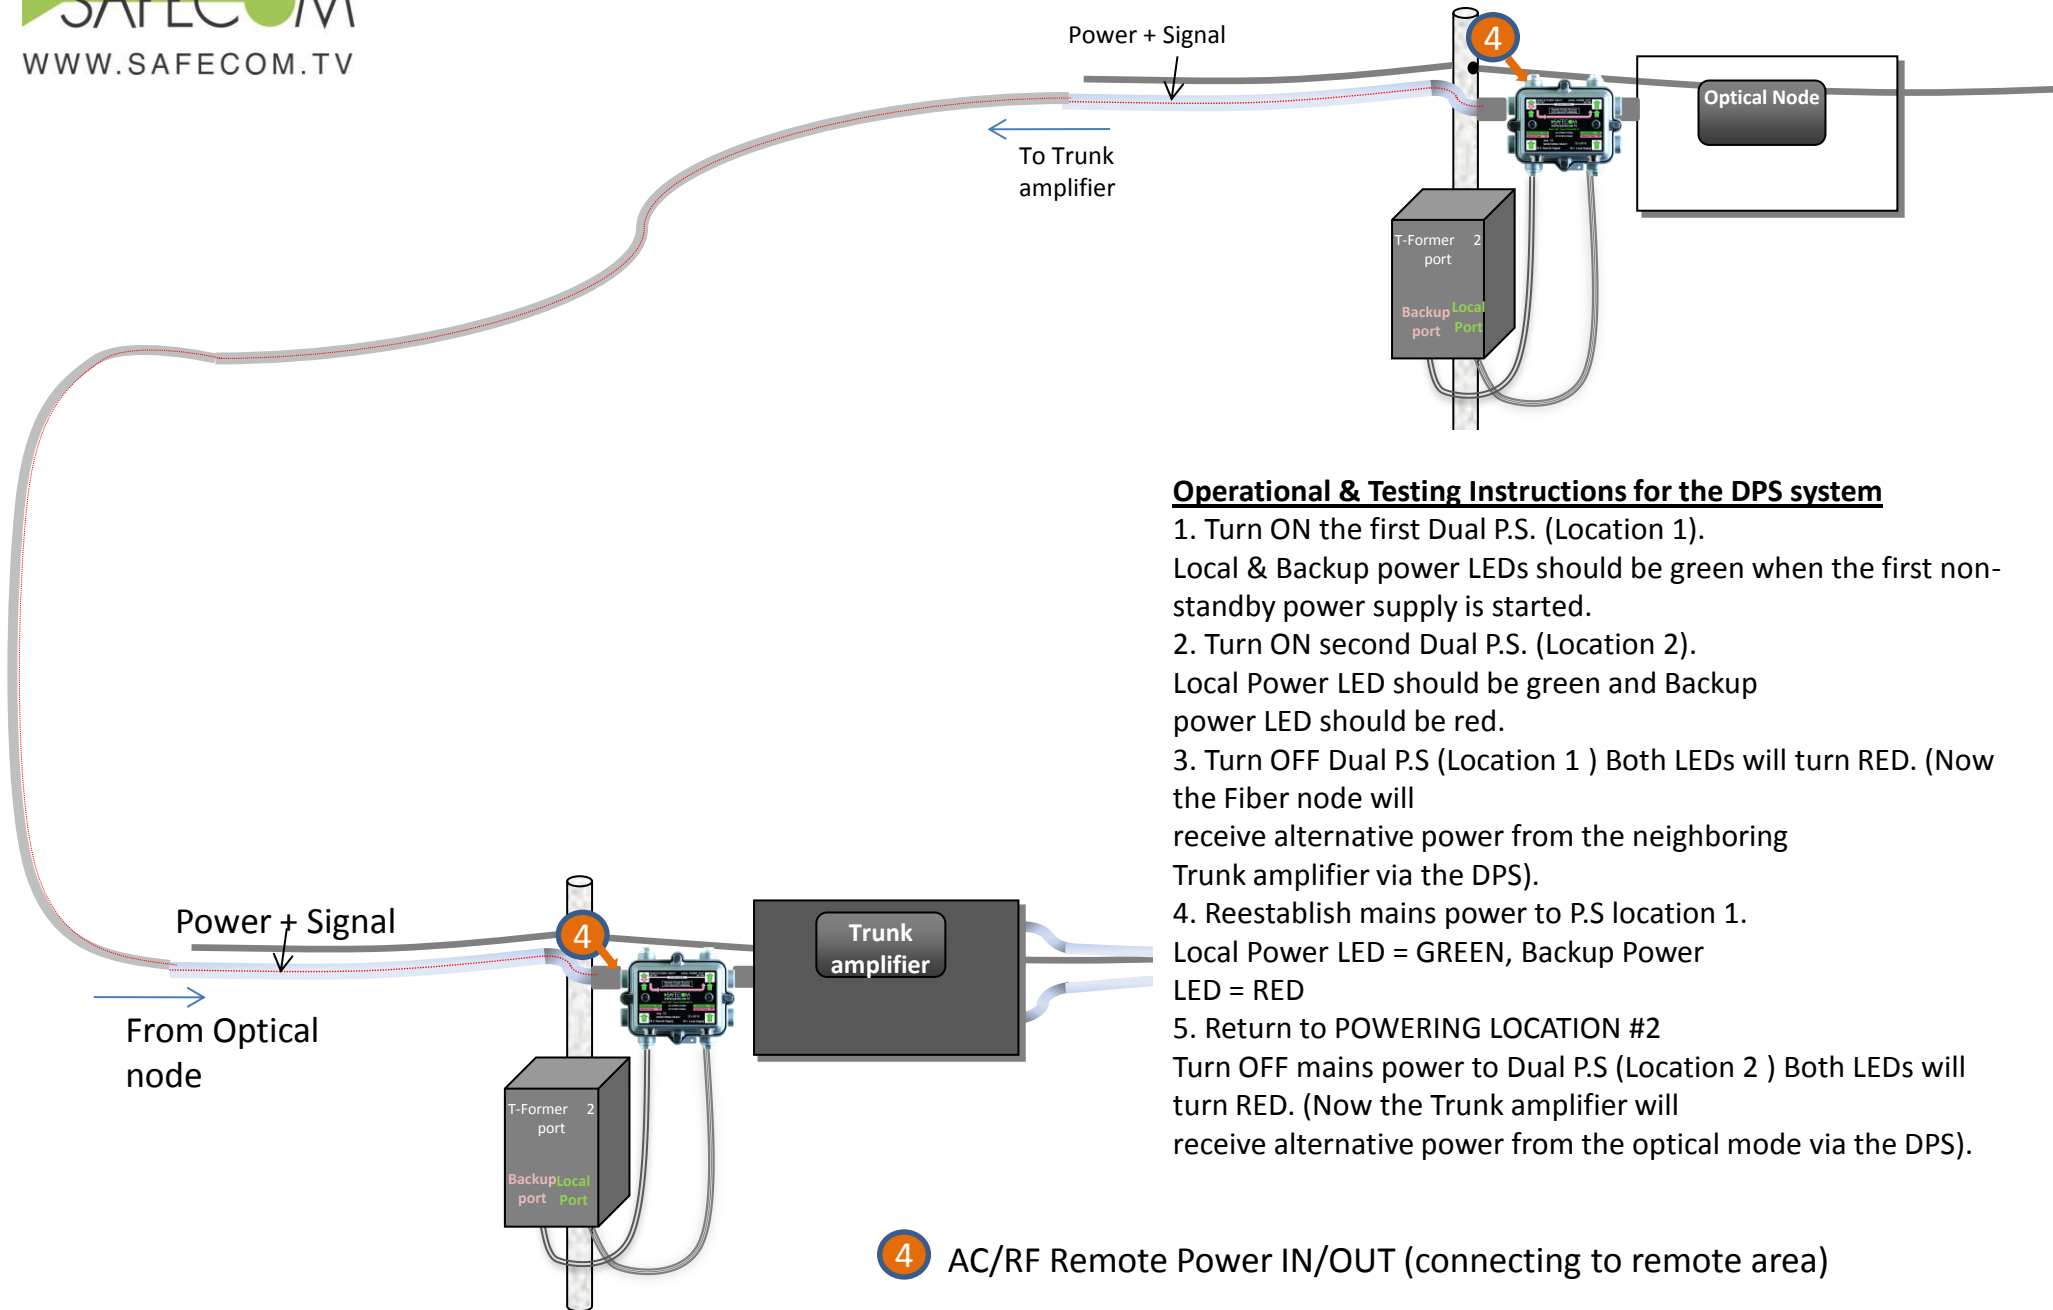 SAFECOM
WWW.SAFECOM.TV
Power + Signal
4
Optical Node
To Trunk
amplifier
T-Former 2
port
Backup Local
port Port
Operational & Testing Instructions for the DPS system
1. Turn ON the first Dual P.S. (Location 1).
Local & Backup power LEDs should be green when the first non-
standby power supply is started.
2. Turn ON second Dual P.S. (Location 2).
Local Power LED should be green and Backup
power LED should be red.
3. Turn OFF Dual P.S (Location 1 ) Both LEDs will turn RED. (Now
the Fiber node will
receive alternative power from the neighboring
Trunk amplifier via the DPS).
4. Reestablish mains power to P.S location 1.
Local Power LED = GREEN, Backup Power
LED = RED
5. Return to POWERING LOCATION #2
Turn OFF mains power to Dual P.S (Location 2 ) Both LEDs will
turn RED. (Now the Trunk amplifier will
receive alternative power from the optical mode via the DPS).
Power + Signal
4
Trunk
amplifier
From Optical
node
T-Former 2
port
Backup Local
port Port
4 AC/RF Remote Power IN/OUT (connecting to remote area)